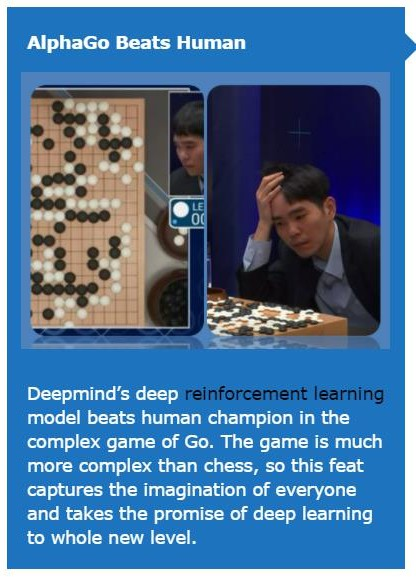 AlphaGo Beats Human
LE
00
Deepmind’s deep reinforcement learning
model beats human champion in the
complex game of Go. The game is much
more complex than chess, so this feat
captures the imagination of everyone
and takes the promise of deep learning
to whole new level.